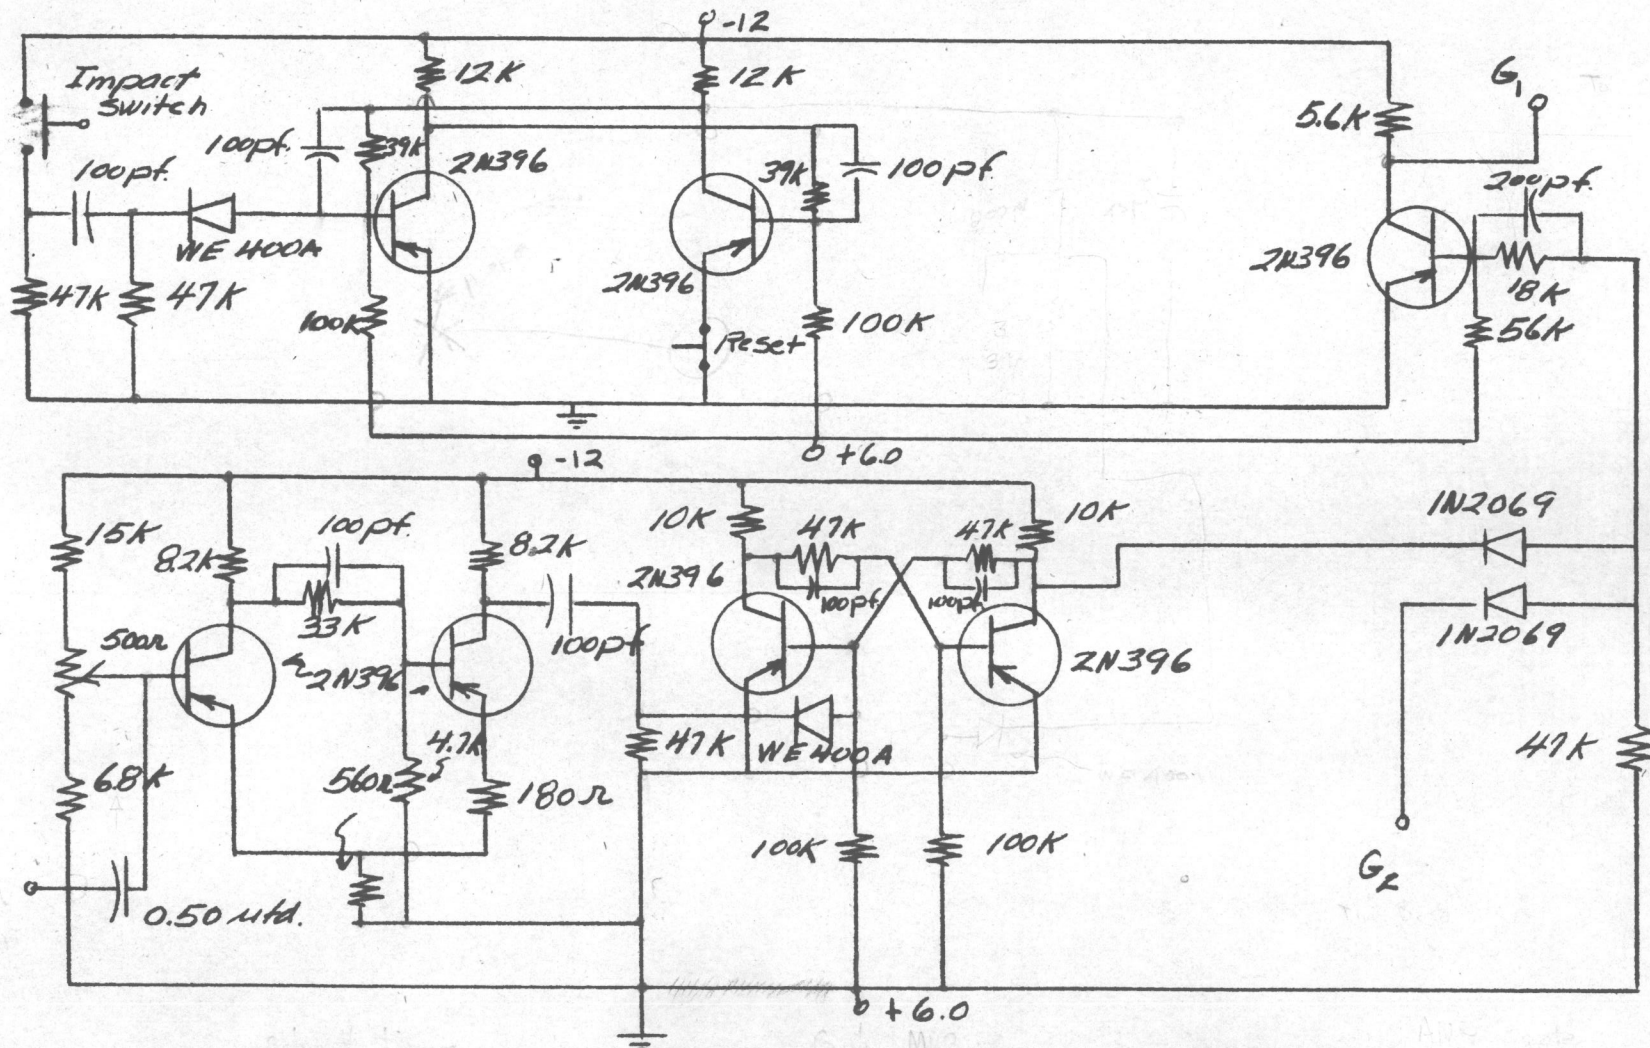 -12
Impact
Switch
12K
12K
G1
5.6K
100pf.
39K
2N396
39K
100pf
200pf.
100pf.
WE 400A
2N396
2N396
18K
47K
47K
100K
Reset
100K
56K
+6.0
-12
15K
100pf.
8.2K
8.2K
10K
47K
47K
10K
1N2069
2N396
100pf.
100pf
33K
500Ω
100pf
1N2069
2N396
2N396
4.7K
47K
WE 400A
47K
6.8K
560Ω
180Ω
100K
100K
G2
0.50 ufd.
+6.0